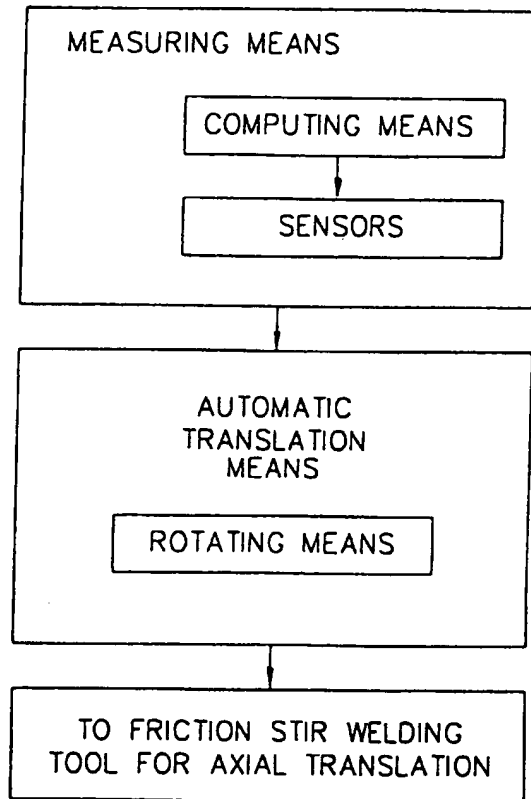 MEASURING MEANS
COMPUTING MEANS
SENSORS
AUTOMATIC
TRANSLATION
MEANS
ROTATING MEANS
TO FRICTION STIR WELDING
TOOL FOR AXIAL TRANSLATION